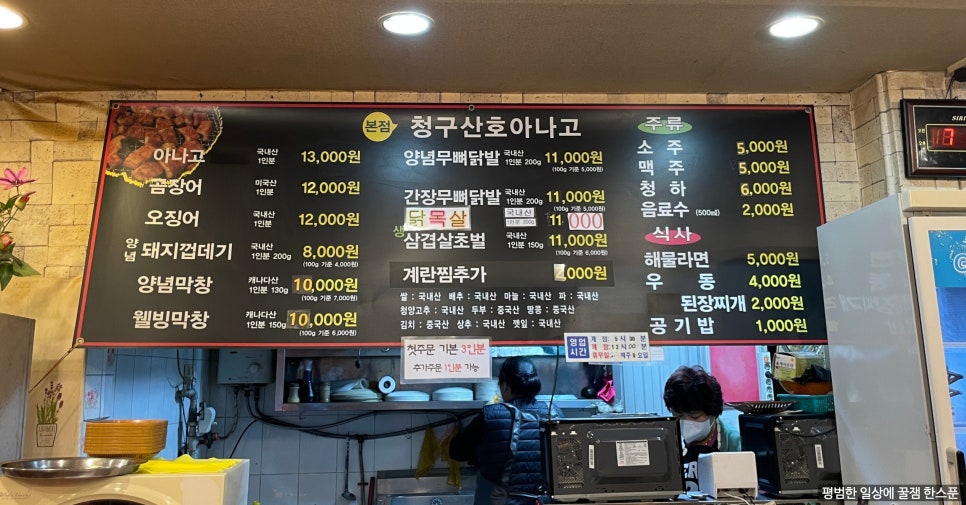 본점 청구산호아나고
아나고 국내산 1인분 13,000원
곰장어 미국산 1인분 12,000원
오징어 국내산 1인분 12,000원
양념 돼지껍데기 국내산 1인분 8,000원
(100g 기준 4,000원)
양념막창 캐나다산 1인분 130g 10,000원
(100g 기준 7,000원)
웰빙막창 캐나다산 1인분 150g 10,000원
(100g 기준 6,000원)
양념무뼈닭발 국내산 1인분 200g 11,000원
(100g 기준 5,000원)
간장무뼈닭발 국내산 1인분 200g 11,000원
(100g 기준 5,000원)
닭목살 국내산 1인분 200g 11,000
생삼겹살초벌 국내산 1인분 150g 11,000원
(100g 기준 6,000원)
계란찜추가 2,000원
쌀 : 국내산 배추 : 국내산 마늘 : 국내산 파 : 국내산
청양고추 : 국내산 두부 : 중국산 땅콩 : 중국산
김치 : 중국산 상추 : 국내산 깻잎 : 국내산
주류
소주 5,000원
맥주 5,000원
청하 6,000원
음료수 (500㎖) 2,000원
식사
해물라면 5,000원
우동 4,000원
된장찌개 2,000원
공기밥 1,000원
첫주문 기본 3인분
추가주문 1인분 가능
영업시간
평범한 일상에 꿀잼 한스푼